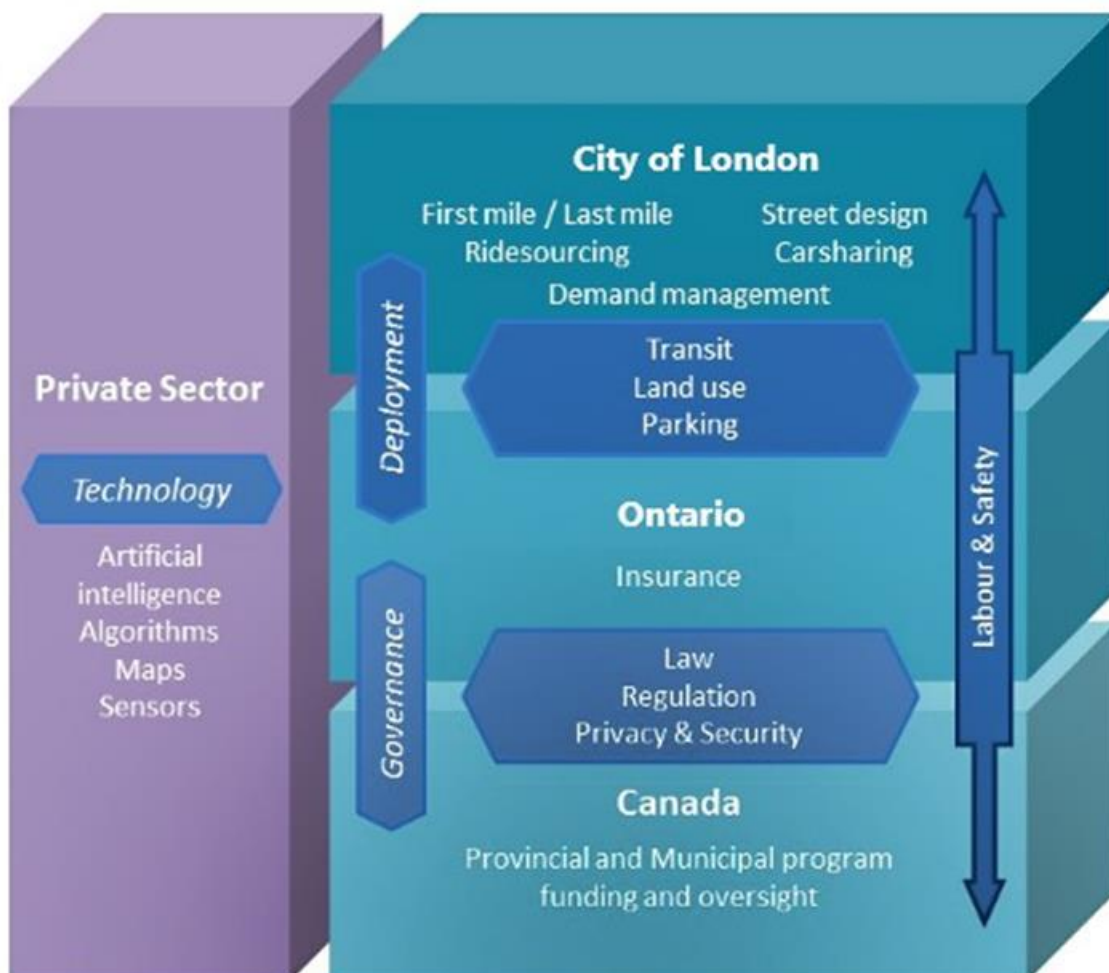 Private Sector
Technology
Artificial
intelligence
Algorithms
Maps
Sensors
City of London
First mile / Last mile
Ridesourcing
Street design
Carsharing
Demand management
Deployment
Transit
Land use
Parking
Ontario
Insurance
Governance
Law
Regulation
Privacy & Security
Canada
Provincial and Municipal program
funding and oversight
Labour & Safety